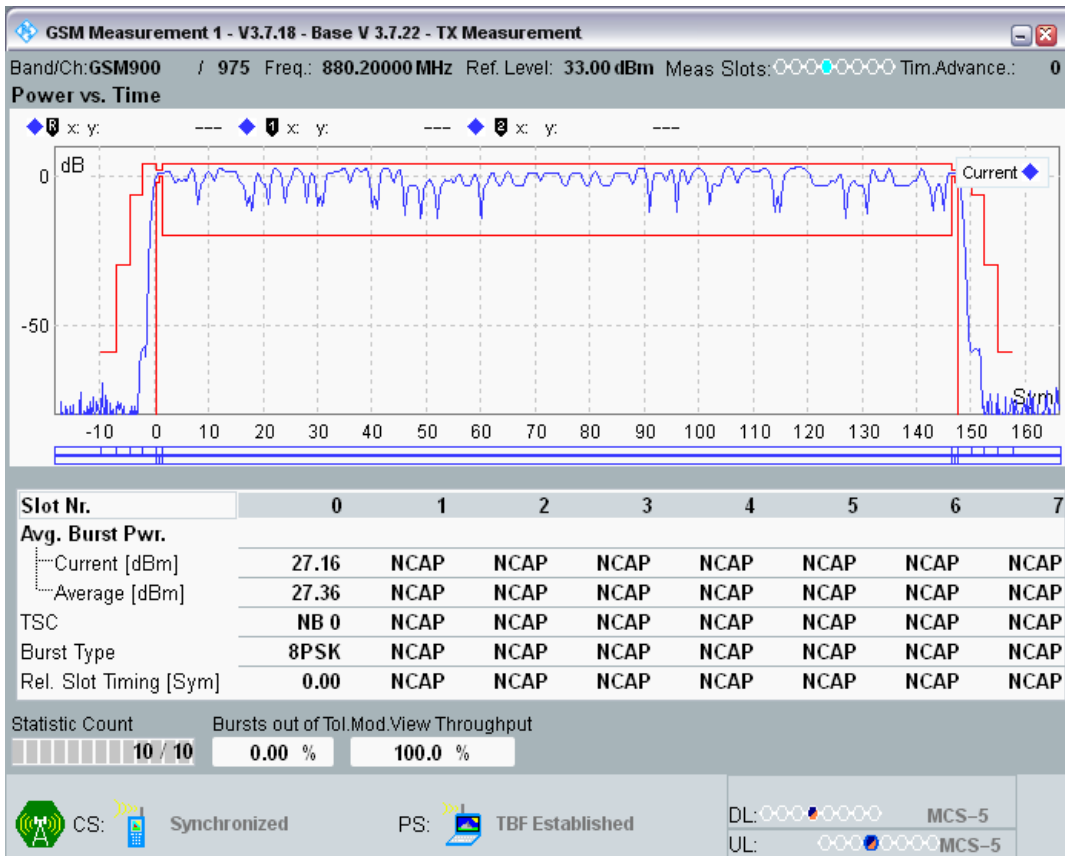 GSM Measurement 1 - V3.7.18 - Base V 3.7.22 - TX Measurement
Band/Ch:GSM900 / 975 Freq.: 880.20000 MHz Ref. Level: 33.00 dBm Meas Slots: Tim.Advance.: 0
Power vs. Time
R x: y: --- 1 x: y: --- 2 x: y: ---
dB
Current
0
-50
Sym
-10 0 10 20 30 40 50 60 70 80 90 100 110 120 130 140 150 160
Slot Nr. 0 1 2 3 4 5 6 7
Avg. Burst Pwr.
Current [dBm] 27.16 NCAP NCAP NCAP NCAP NCAP NCAP NCAP
Average [dBm] 27.36 NCAP NCAP NCAP NCAP NCAP NCAP NCAP
TSC NB 0 NCAP NCAP NCAP NCAP NCAP NCAP NCAP
Burst Type 8PSK NCAP NCAP NCAP NCAP NCAP NCAP NCAP
Rel. Slot Timing [Sym] 0.00 NCAP NCAP NCAP NCAP NCAP NCAP NCAP
Statistic Count Bursts out of Tol.Mod.View Throughput
10 / 10 0.00 % 100.0 %
CS: Synchronized PS: TBF Established
DL: MCS-5
UL: MCS-5